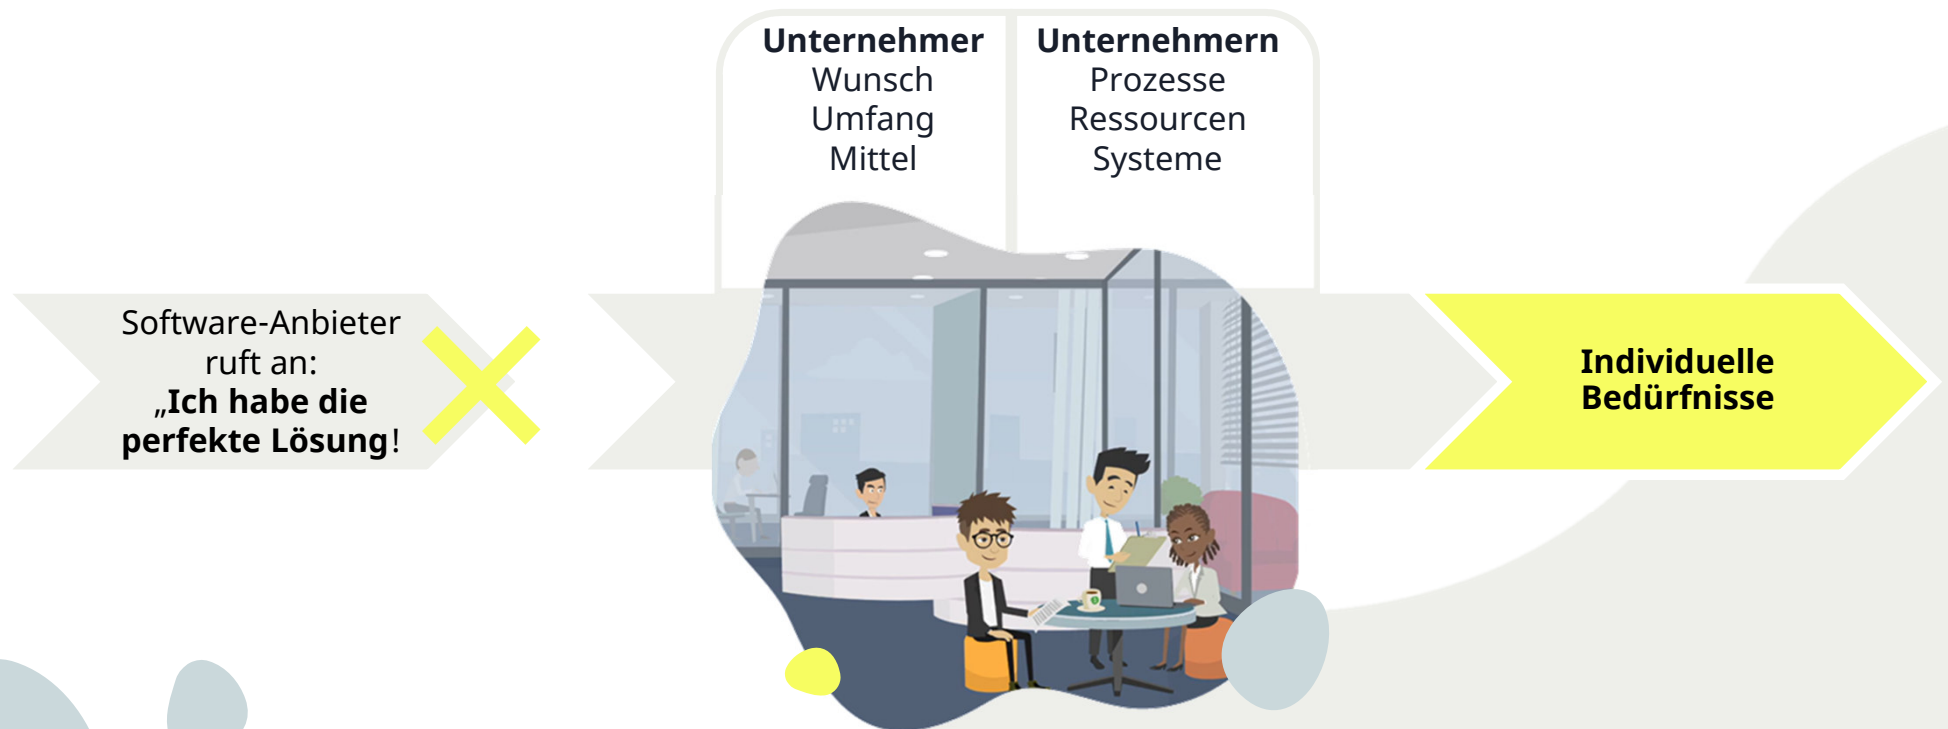 Unternehmer
Wunsch
Umfang
Mittel
Unternehmern
Prozesse
Ressourcen
Systeme
Software-Anbieter
ruft an:
„Ich habe die
perfekte Lösung!
Individuelle
Bedürfnisse